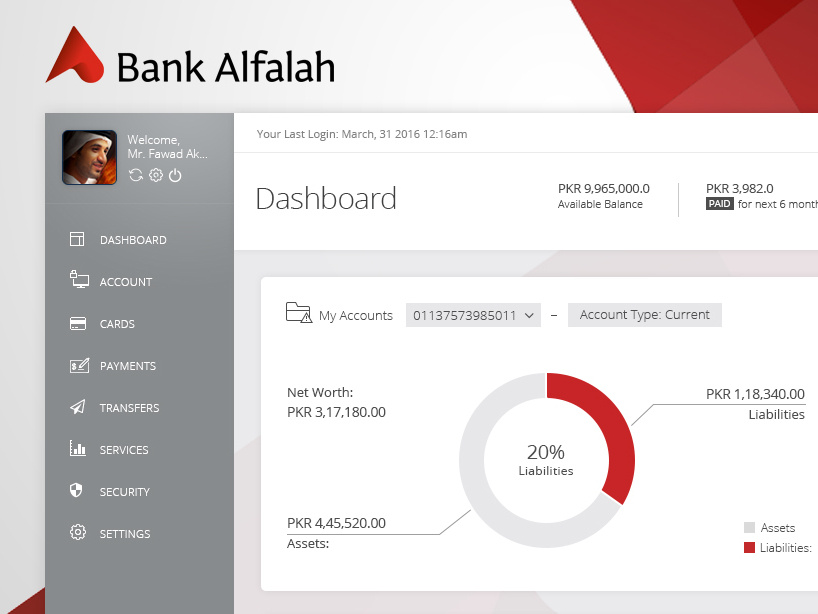 Bank Alfalah
Welcome,
Mr. Fawad Ak...
Your Last Login: March, 31 2016 12:16am
Dashboard
PKR 9,965,000.0
Available Balance
PKR 3,982.0
PAID for next 6 month
DASHBOARD
ACCOUNT
CARDS
PAYMENTS
TRANSFERS
SERVICES
SECURITY
SETTINGS
My Accounts 01137573985011 – Account Type: Current
Net Worth:
PKR 3,17,180.00
PKR 1,18,340.00
Liabilities
20%
Liabilities
PKR 4,45,520.00
Assets:
Assets
Liabilities: